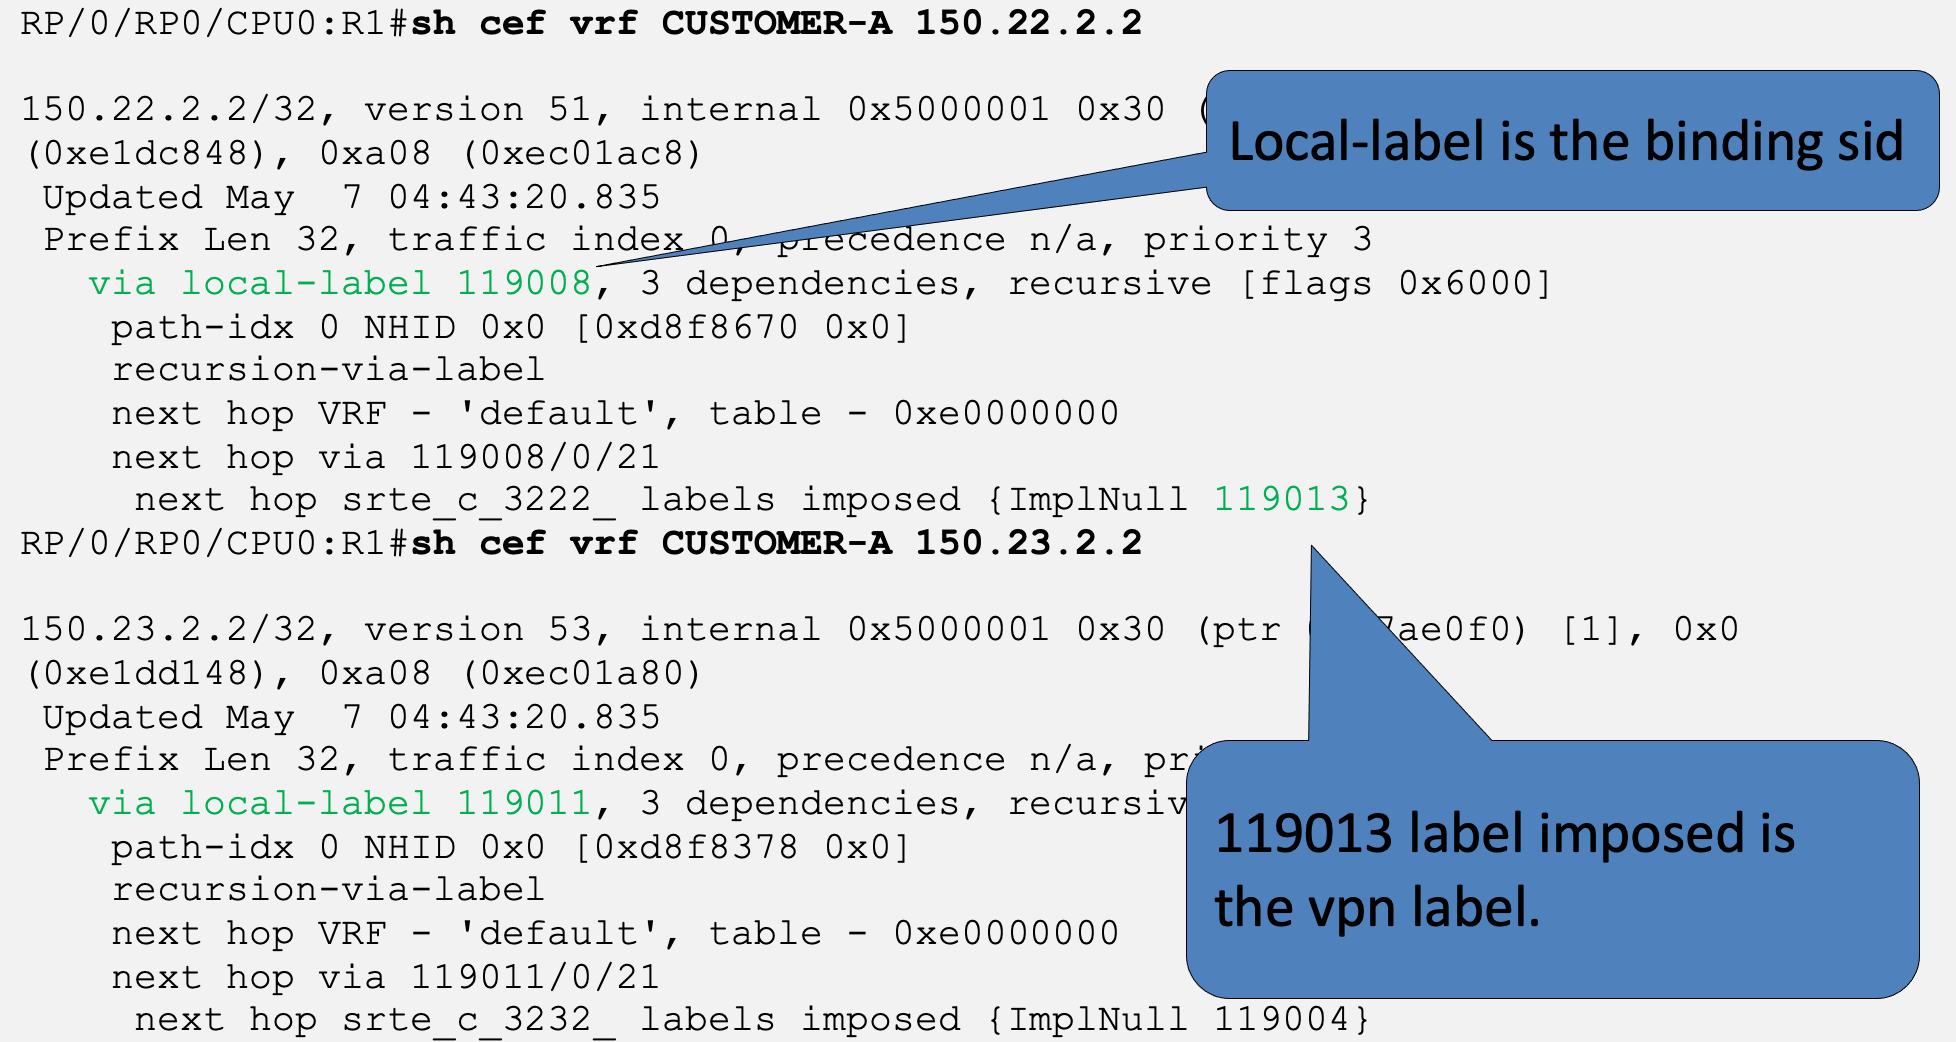 RP/0/RP0/CPU0:R1#sh cef vrf CUSTOMER-A 150.22.2.2
150.22.2.2/32, version 51, internal 0x5000001 0x30 (
Local-label is the binding sid
(0xe1dc848), 0xa08 (0xec01ac8)
Updated May 7 04:43:20.835
Prefix Len 32, traffic index 0, precedence n/a, priority 3
via local-label 119008, 3 dependencies, recursive [flags 0x6000]
path-idx 0 NHID 0x0 [0xd8f8670 0x0]
recursion-via-label
next hop VRF - 'default', table - 0xe0000000
next hop via 119008/0/21
next hop srte_c_3222_ labels imposed {ImplNull 119013}
RP/0/RP0/CPU0:R1#sh cef vrf CUSTOMER-A 150.23.2.2
150.23.2.2/32, version 53, internal 0x5000001 0x30 (ptr ae0f0) [1], 0x0
(0xe1dd148), 0xa08 (0xec01a80)
Updated May 7 04:43:20.835
Prefix Len 32, traffic index 0, precedence n/a,
via local-label 119011, 3 dependencies,
path-idx 0 NHID 0x0 [0xd8f8378 0x0]
recursion-via-label
next hop VRF - 'default', table - 0xe0000000
next hop via 119011/0/21
next hop srte_c_3232_ labels imposed {ImplNull 119004}
119013 label imposed is
the vpn label.